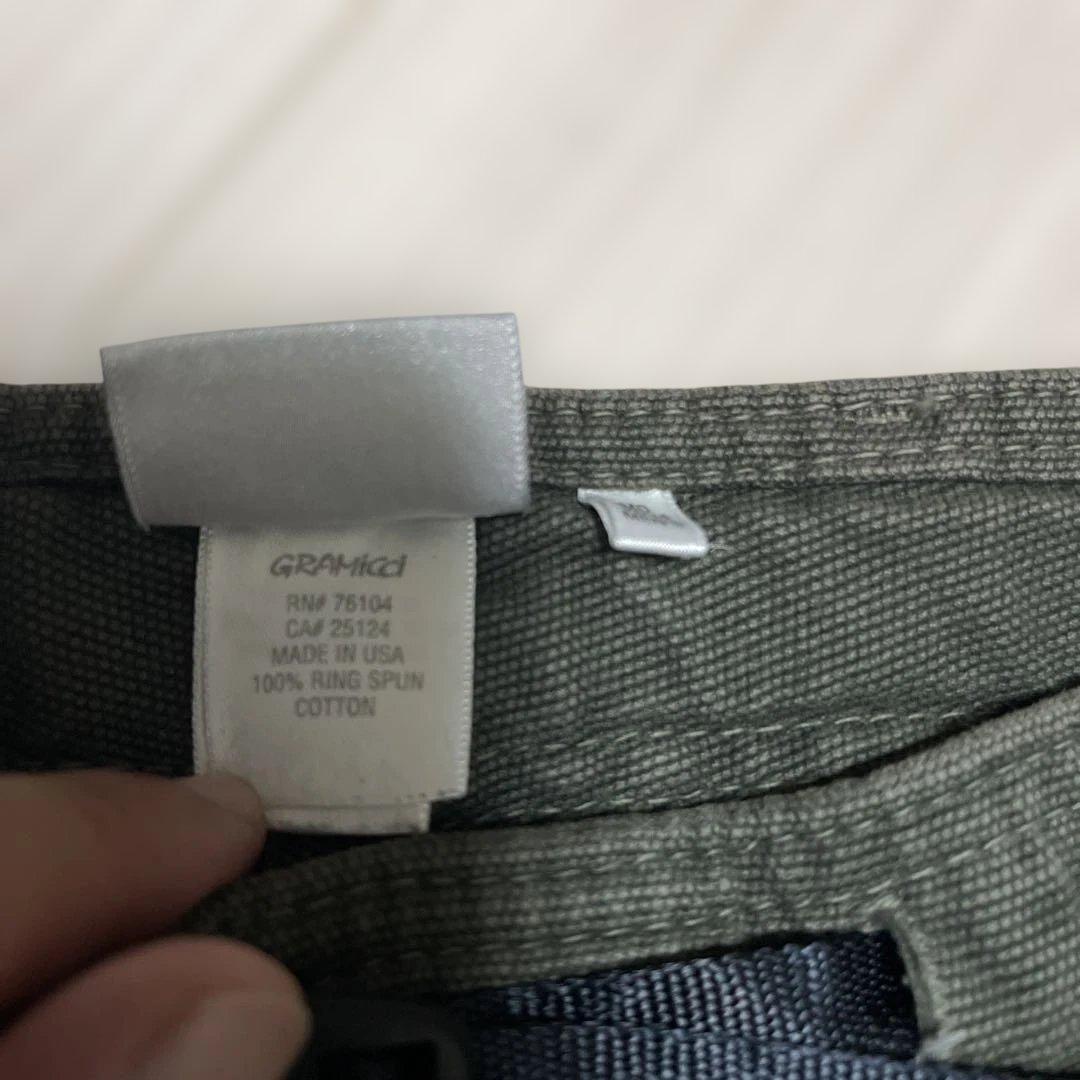 GRAMicci
RN# 76104
CA# 25124
MADE IN USA
100% RING SPUN
COTTON